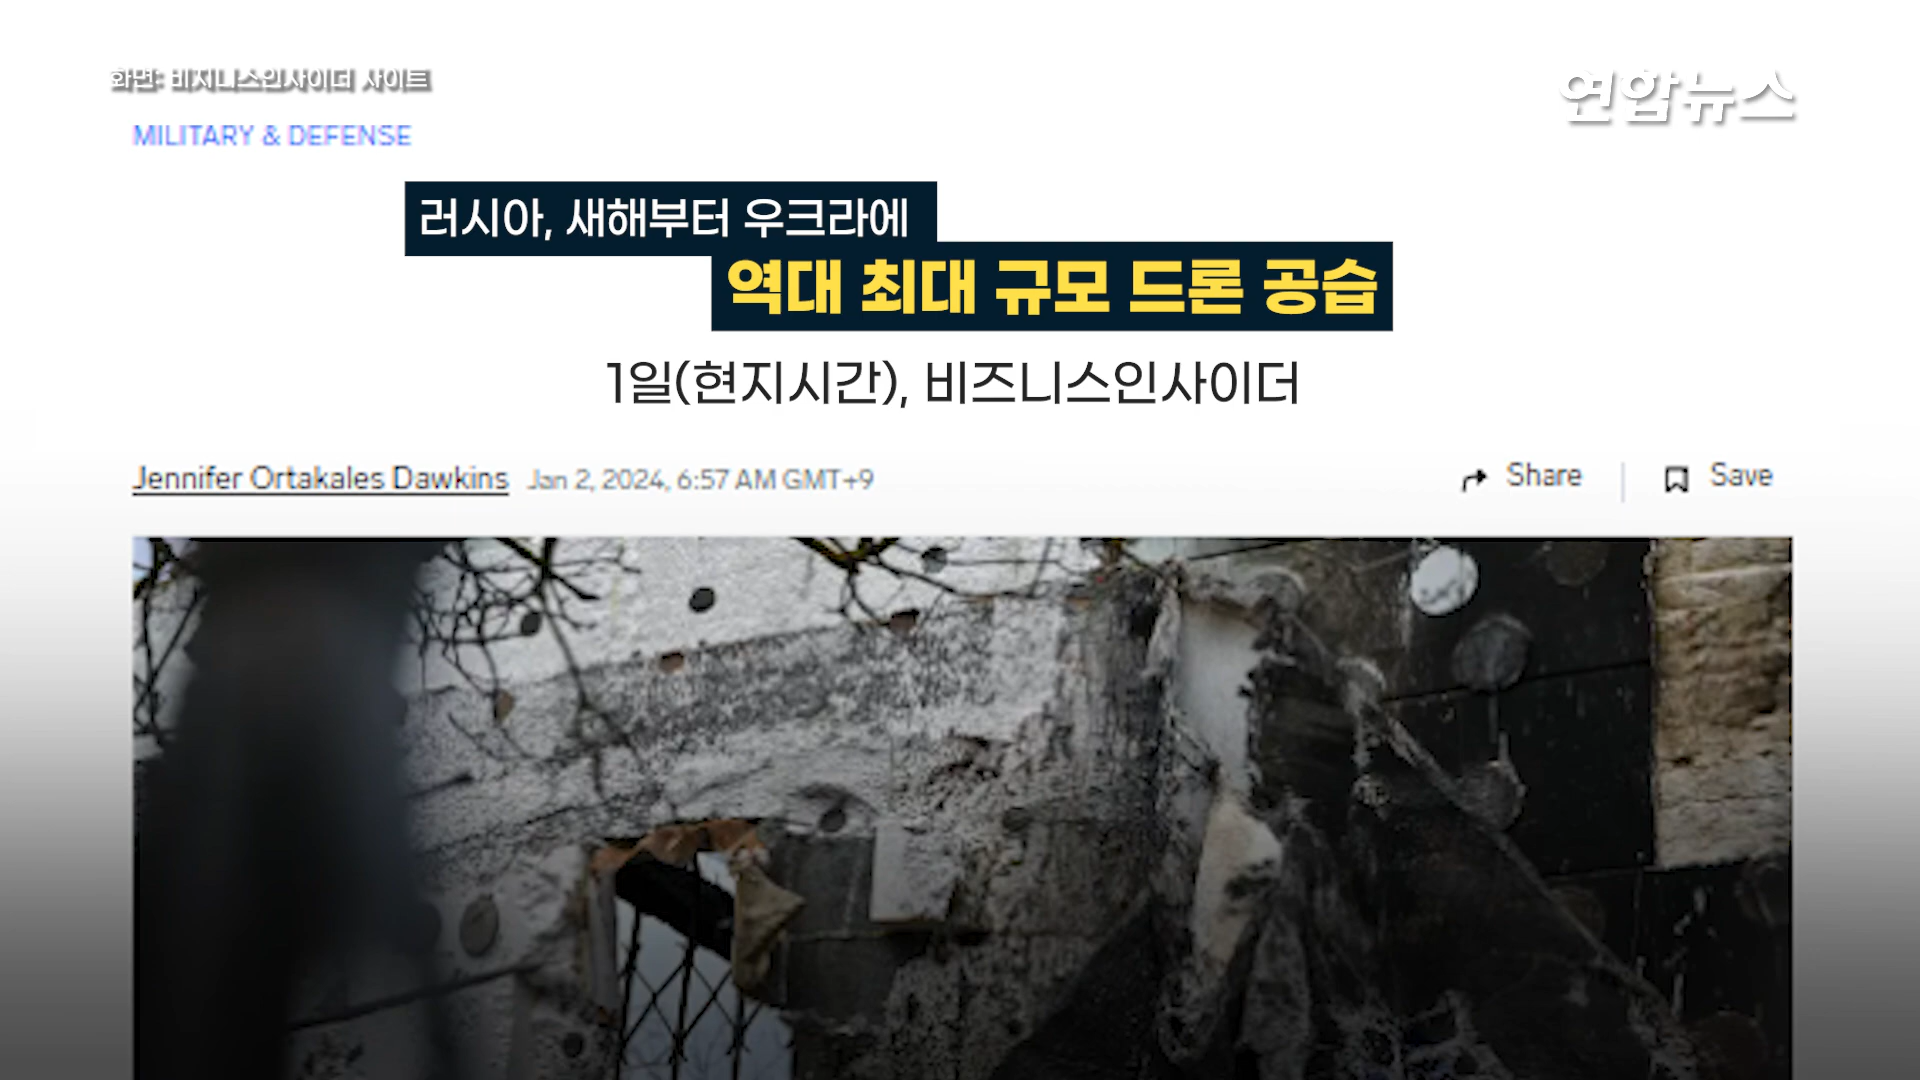 화면: 비지니스인사이더 사이트
연합뉴스
MILITARY & DEFENSE
러시아, 새해부터 우크라에
역대 최대 규모 드론 공습
1일(현지시간), 비즈니스인사이더
Jennifer Ortakales Dawkins Jan 2, 2024, 6:57 AM GMT+9
Share Save